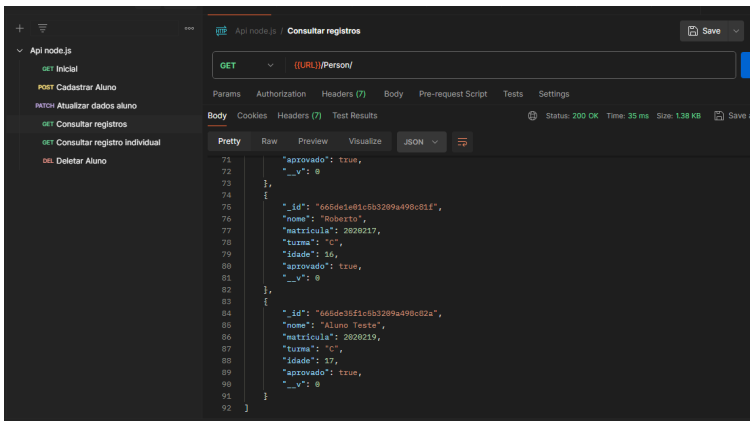 Api node.js / Consultar registros
Save
Api node.js
GET Inicial
POST Cadastrar Aluno
PATCH Atualizar dados aluno
GET Consultar registros
GET Consultar registro individual
DEL Deletar Aluno
GET {{URL}}/Person/
Params Authorization Headers (7) Body Pre-request Script Tests Settings
Body Cookies Headers (7) Test Results Status: 200 OK Time: 35 ms Size: 1.38 KB Save
Pretty Raw Preview Visualize JSON
71 "aprovado": true,
72 "__v": 0
73 },
74 {
75 "_id": "665de1e01c5b3209a498c81f",
76 "nome": "Roberto",
77 "matricula": 2020217,
78 "turma": "C",
79 "idade": 16,
80 "aprovado": true,
81 "__v": 0
82 },
83 {
84 "_id": "665de35f1c5b3209a498c82a",
85 "nome": "Aluno Teste",
86 "matricula": 2020219,
87 "turma": "C",
88 "idade": 17,
89 "aprovado": true,
90 "__v": 0
91 }
92 ]